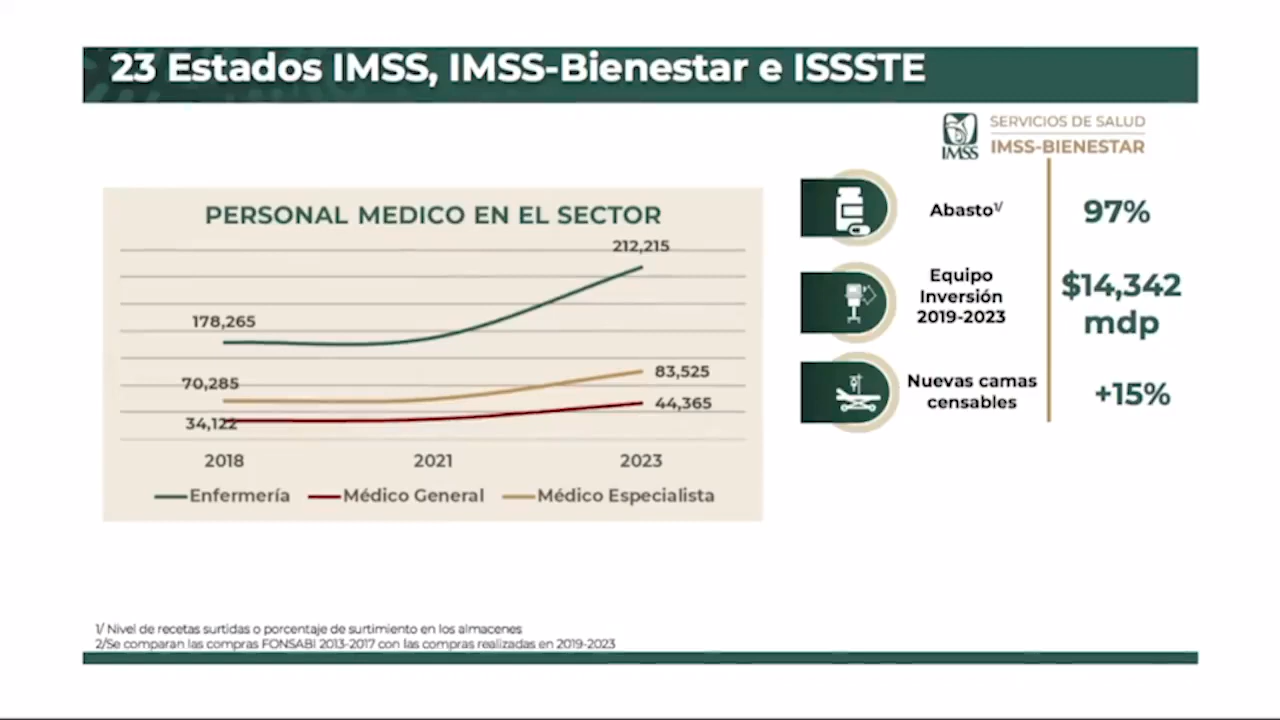 23 Estados IMSS, IMSS-Bienestar e ISSSTE
IMSS
SERVICIOS DE SALUD
IMSS-BIENESTAR
PERSONAL MEDICO EN EL SECTOR
212,215
178,265
70,285
83,525
34,122
44,365
2018 2021 2023
Enfermería Médico General Médico Especialista
Abasto1/
97%
Equipo
Inversión
2019-2023
$14,342
mdp
Nuevas camas
censables
+15%
1/ Nivel de recetas surtidas o porcentaje de surtimiento en los almacenes
2/Se comparan las compras FONSABI 2013-2017 con las compras realizadas en 2019-2023